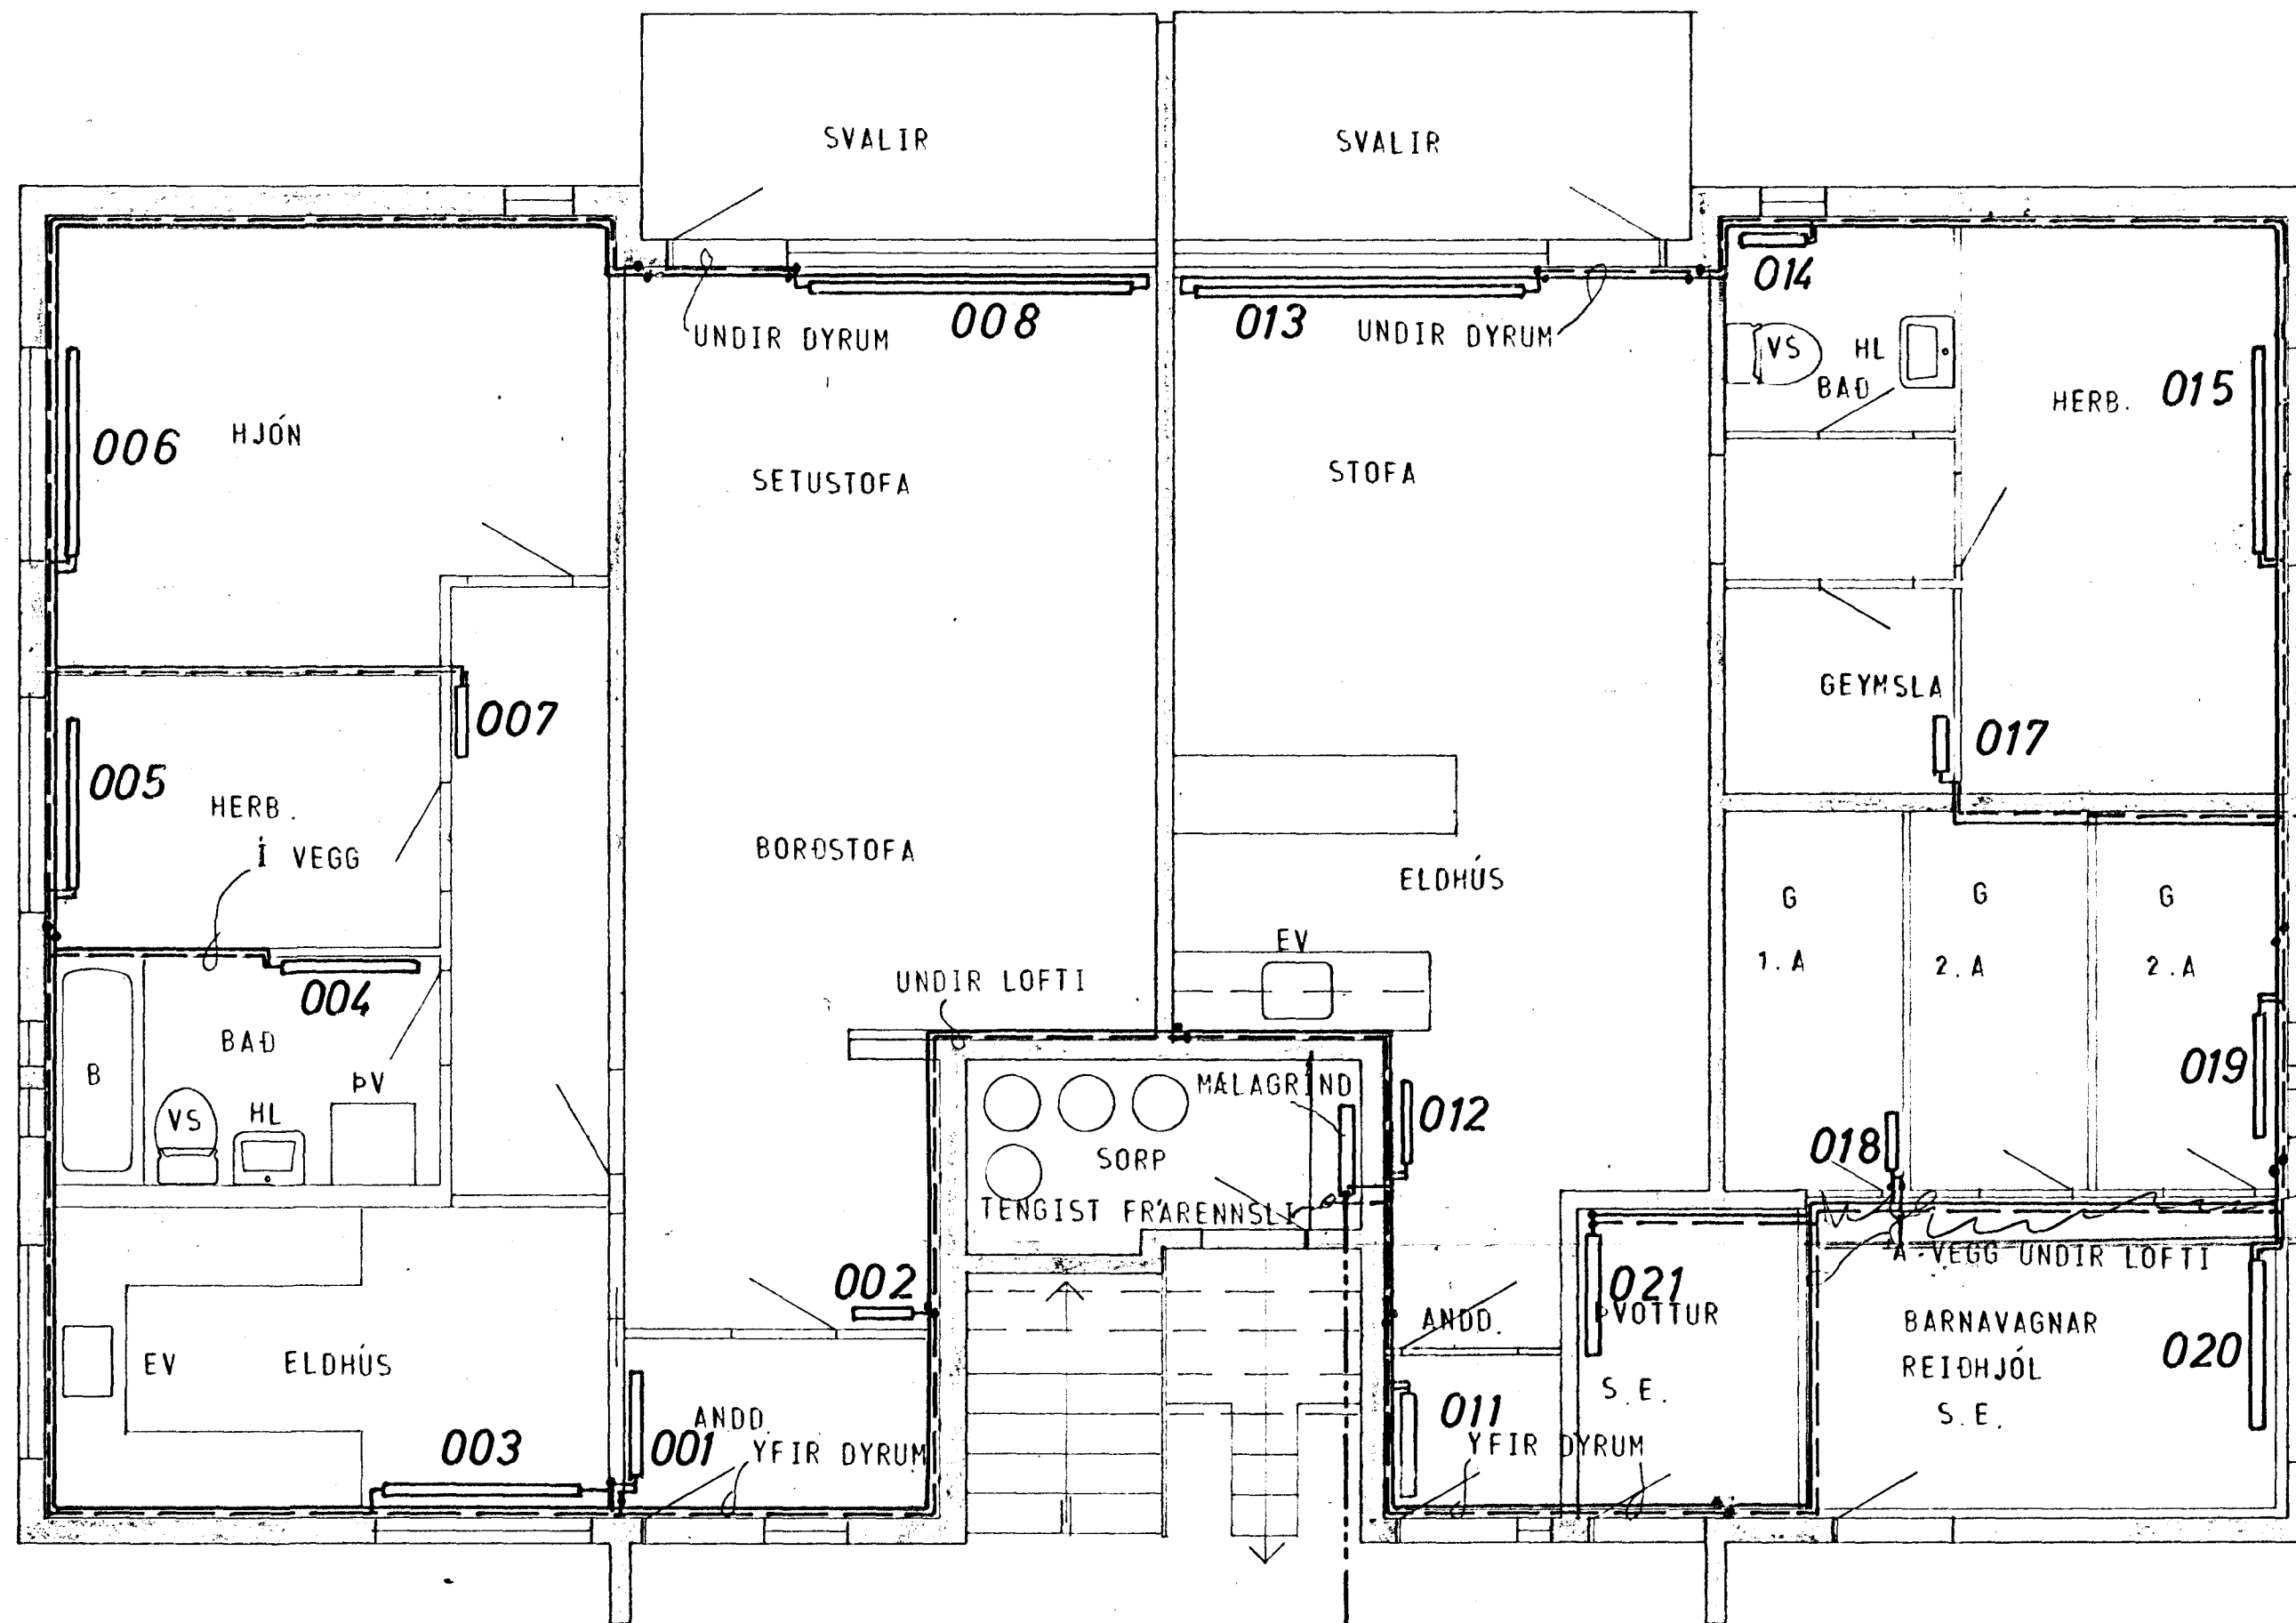 SVALIR
SVALIR
008
013
UNDIR DYRUM
UNDIR DYRUM
014
VS
HL
BAÐ
HERB.
015
006
HJÓN
SETUSTOFA
STOFA
007
GEYMSLA
017
005
HERB.
Í VEGG
BORÐSTOFA
ELDHÚS
G
1. A
G
2. A
G
2. A
EV
UNDIR LOFTI
004
BAÐ
B
ÞV
VS
HL
MÆLAGRIND
SORP
TENGIST FRÁRENNSLI
012
018
019
Á VEGG UNDIR LOFTI
002
021
ÞVOTTUR
S.E.
ANDD.
BARNAVAGNAR
REIÐHJÓL
S.E.
020
EV
ELDHÚS
003
001
ANDD.
YFIR DYRUM
011
YFIR DYRUM